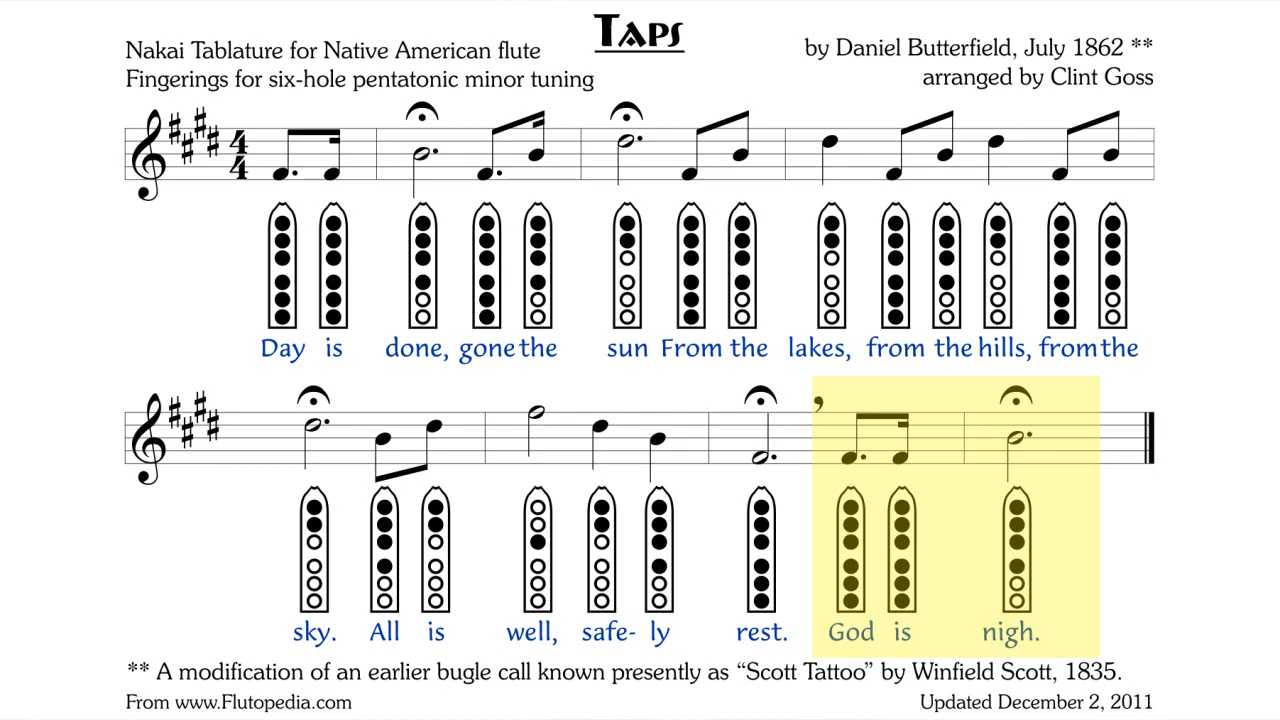 TAPS
Nakai Tablature for Native American flute
by Daniel Butterfield, July 1862 **
Fingerings for six-hole pentatonic minor tuning
arranged by Clint Goss
4
4
Day is done, gone the sun From the lakes, from the hills, from the
sky. All is well, safe- ly rest. God is nigh.
** A modification of an earlier bugle call known presently as “Scott Tattoo” by Winfield Scott, 1835.
From www.Flutopedia.com
Updated December 2, 2011